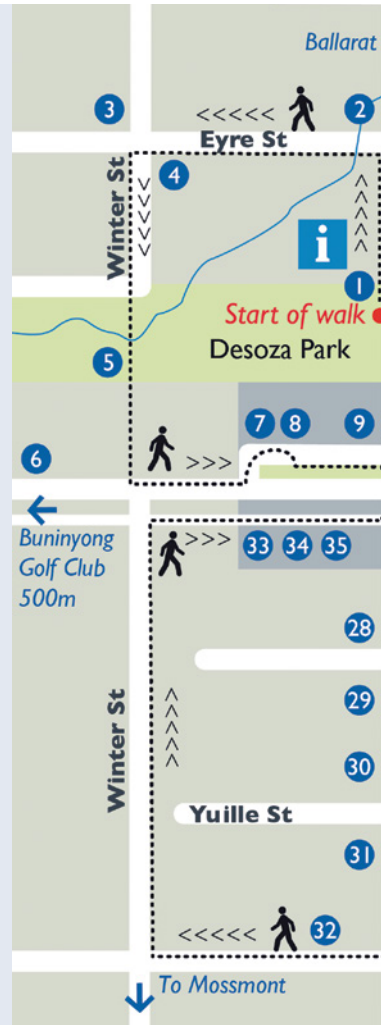 Ballarat
3
<<<<<
2
Eyre St
Winter St
4
>>>>>
i
>>>>>
1
Start of walk
Desoza Park
5
7 8 9
6
>>>
Buninyong
Golf Club
500m
>>>
33 34 35
28
29
>>>>>
Winter St
30
Yuille St
31
<<<<<
32
To Mossmont